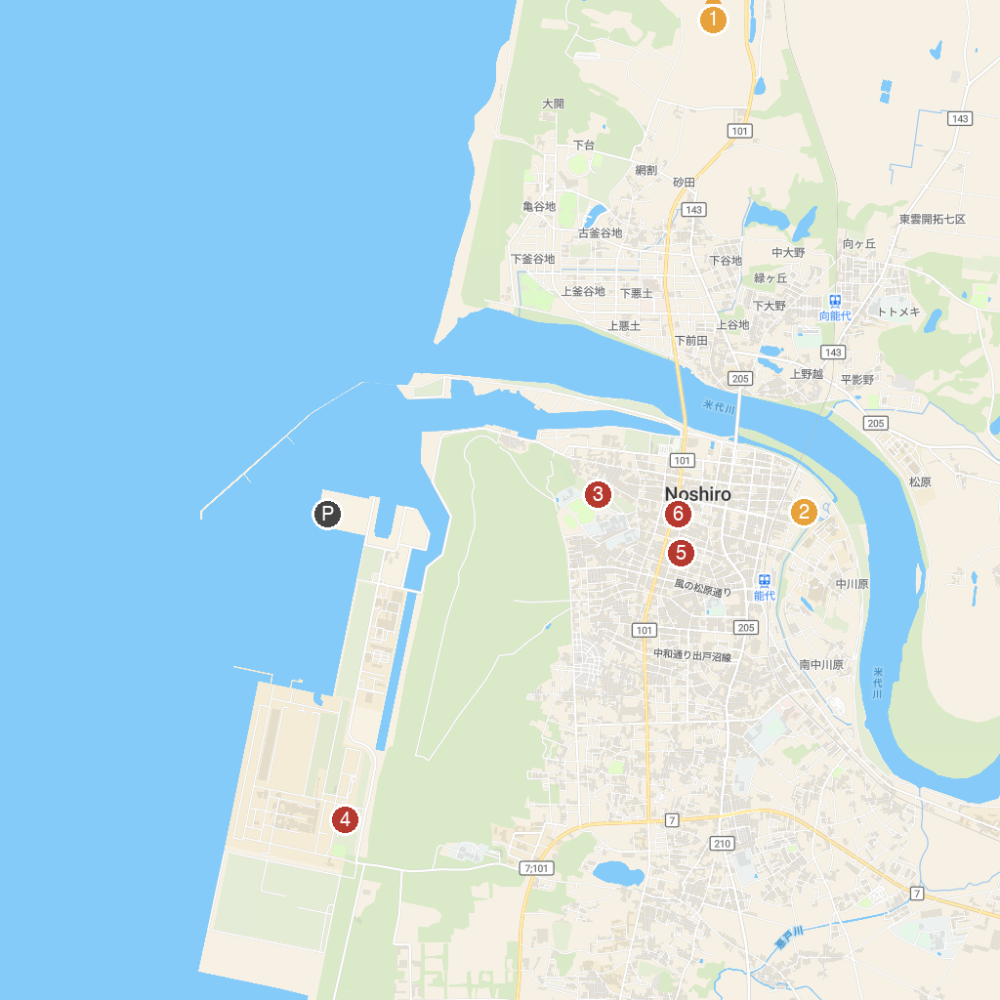 1
大開
143
101
下台
網割
砂田
亀谷地
143
東雲開拓七区
古釜谷地
向ヶ丘
中大野
下釜谷地
下谷地
緑ヶ丘
上釜谷地
下悪土
下大野
向能代
トトメキ
上悪土
上谷地
下前田
143
205
上野越
平影野
米代川
205
101
松原
3
Noshiro
P
6
2
5
風の松原通り
能代
中川原
101
205
中和通り出戸沼線
南中川原
米代川
4
7
210
7;101
7
悪戸川